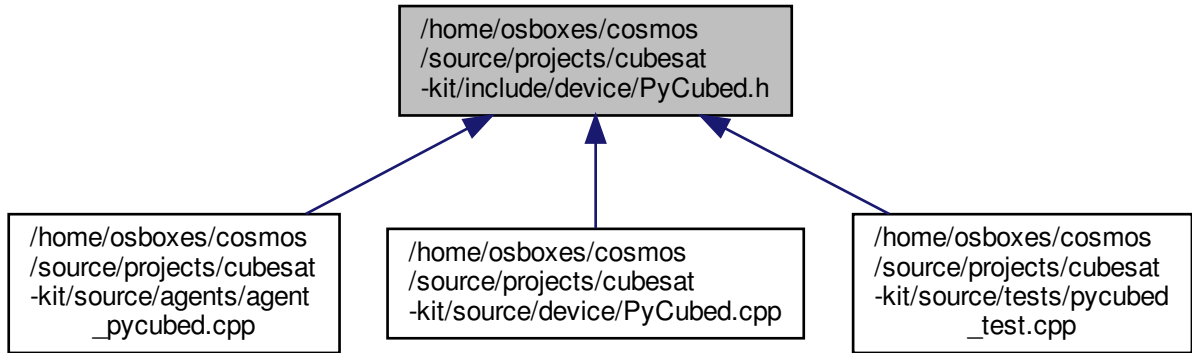 /home/osboxes/cosmos
/source/projects/cubesat
-kit/include/device/PyCubed.h
/home/osboxes/cosmos
/source/projects/cubesat
-kit/source/agents/agent
_pycubed.cpp
/home/osboxes/cosmos
/source/projects/cubesat
-kit/source/device/PyCubed.cpp
/home/osboxes/cosmos
/source/projects/cubesat
-kit/source/tests/pycubed
_test.cpp